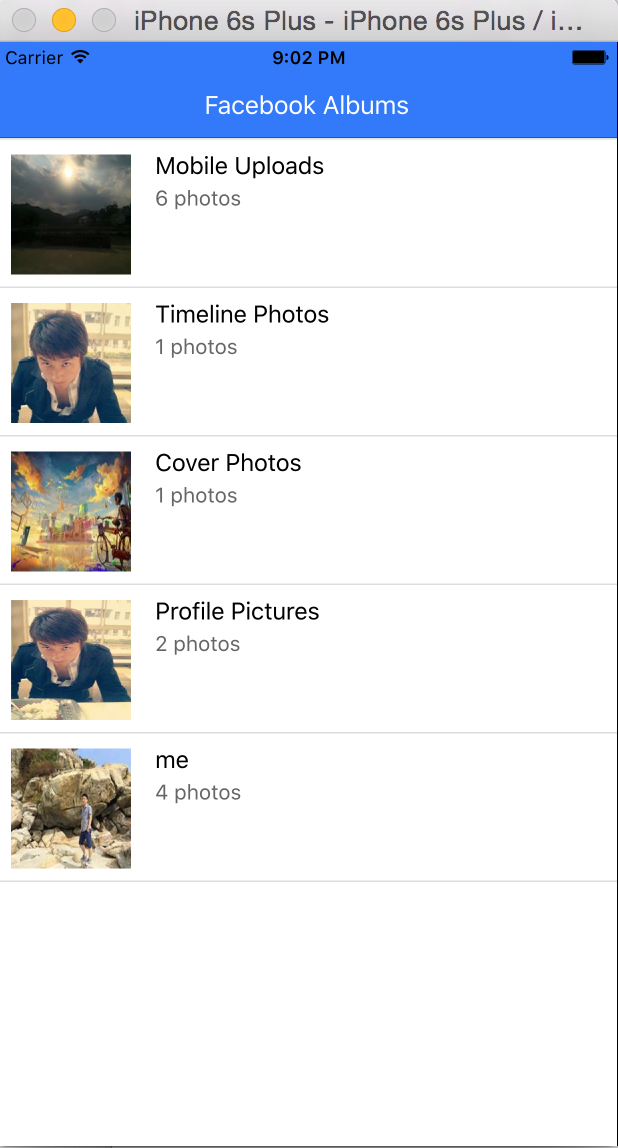 iPhone 6s Plus - iPhone 6s Plus / i...
Carrier 9:02 PM
Facebook Albums
Mobile Uploads
6 photos
Timeline Photos
1 photos
Cover Photos
1 photos
Profile Pictures
2 photos
me
4 photos